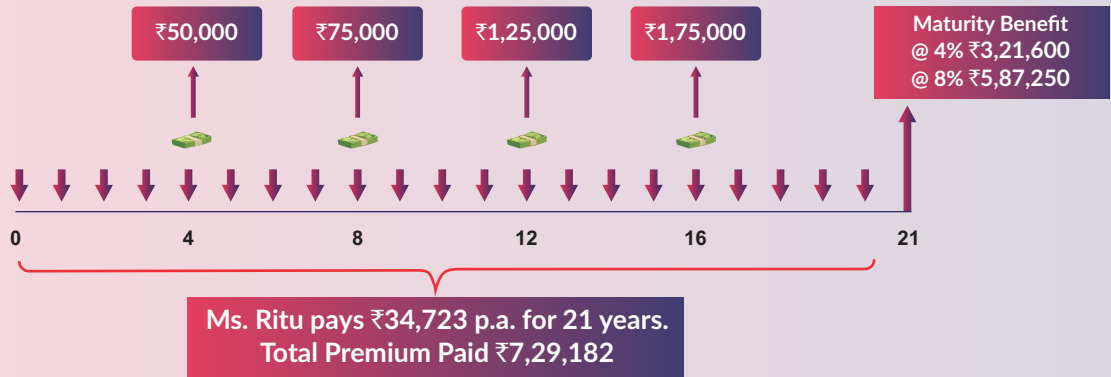 ₹50,000
₹75,000
₹1,25,000
₹1,75,000
Maturity Benefit
@ 4% ₹3,21,600
@ 8% ₹5,87,250
0
4
8
12
16
21
Ms. Ritu pays ₹34,723 p.a. for 21 years.
Total Premium Paid ₹7,29,182